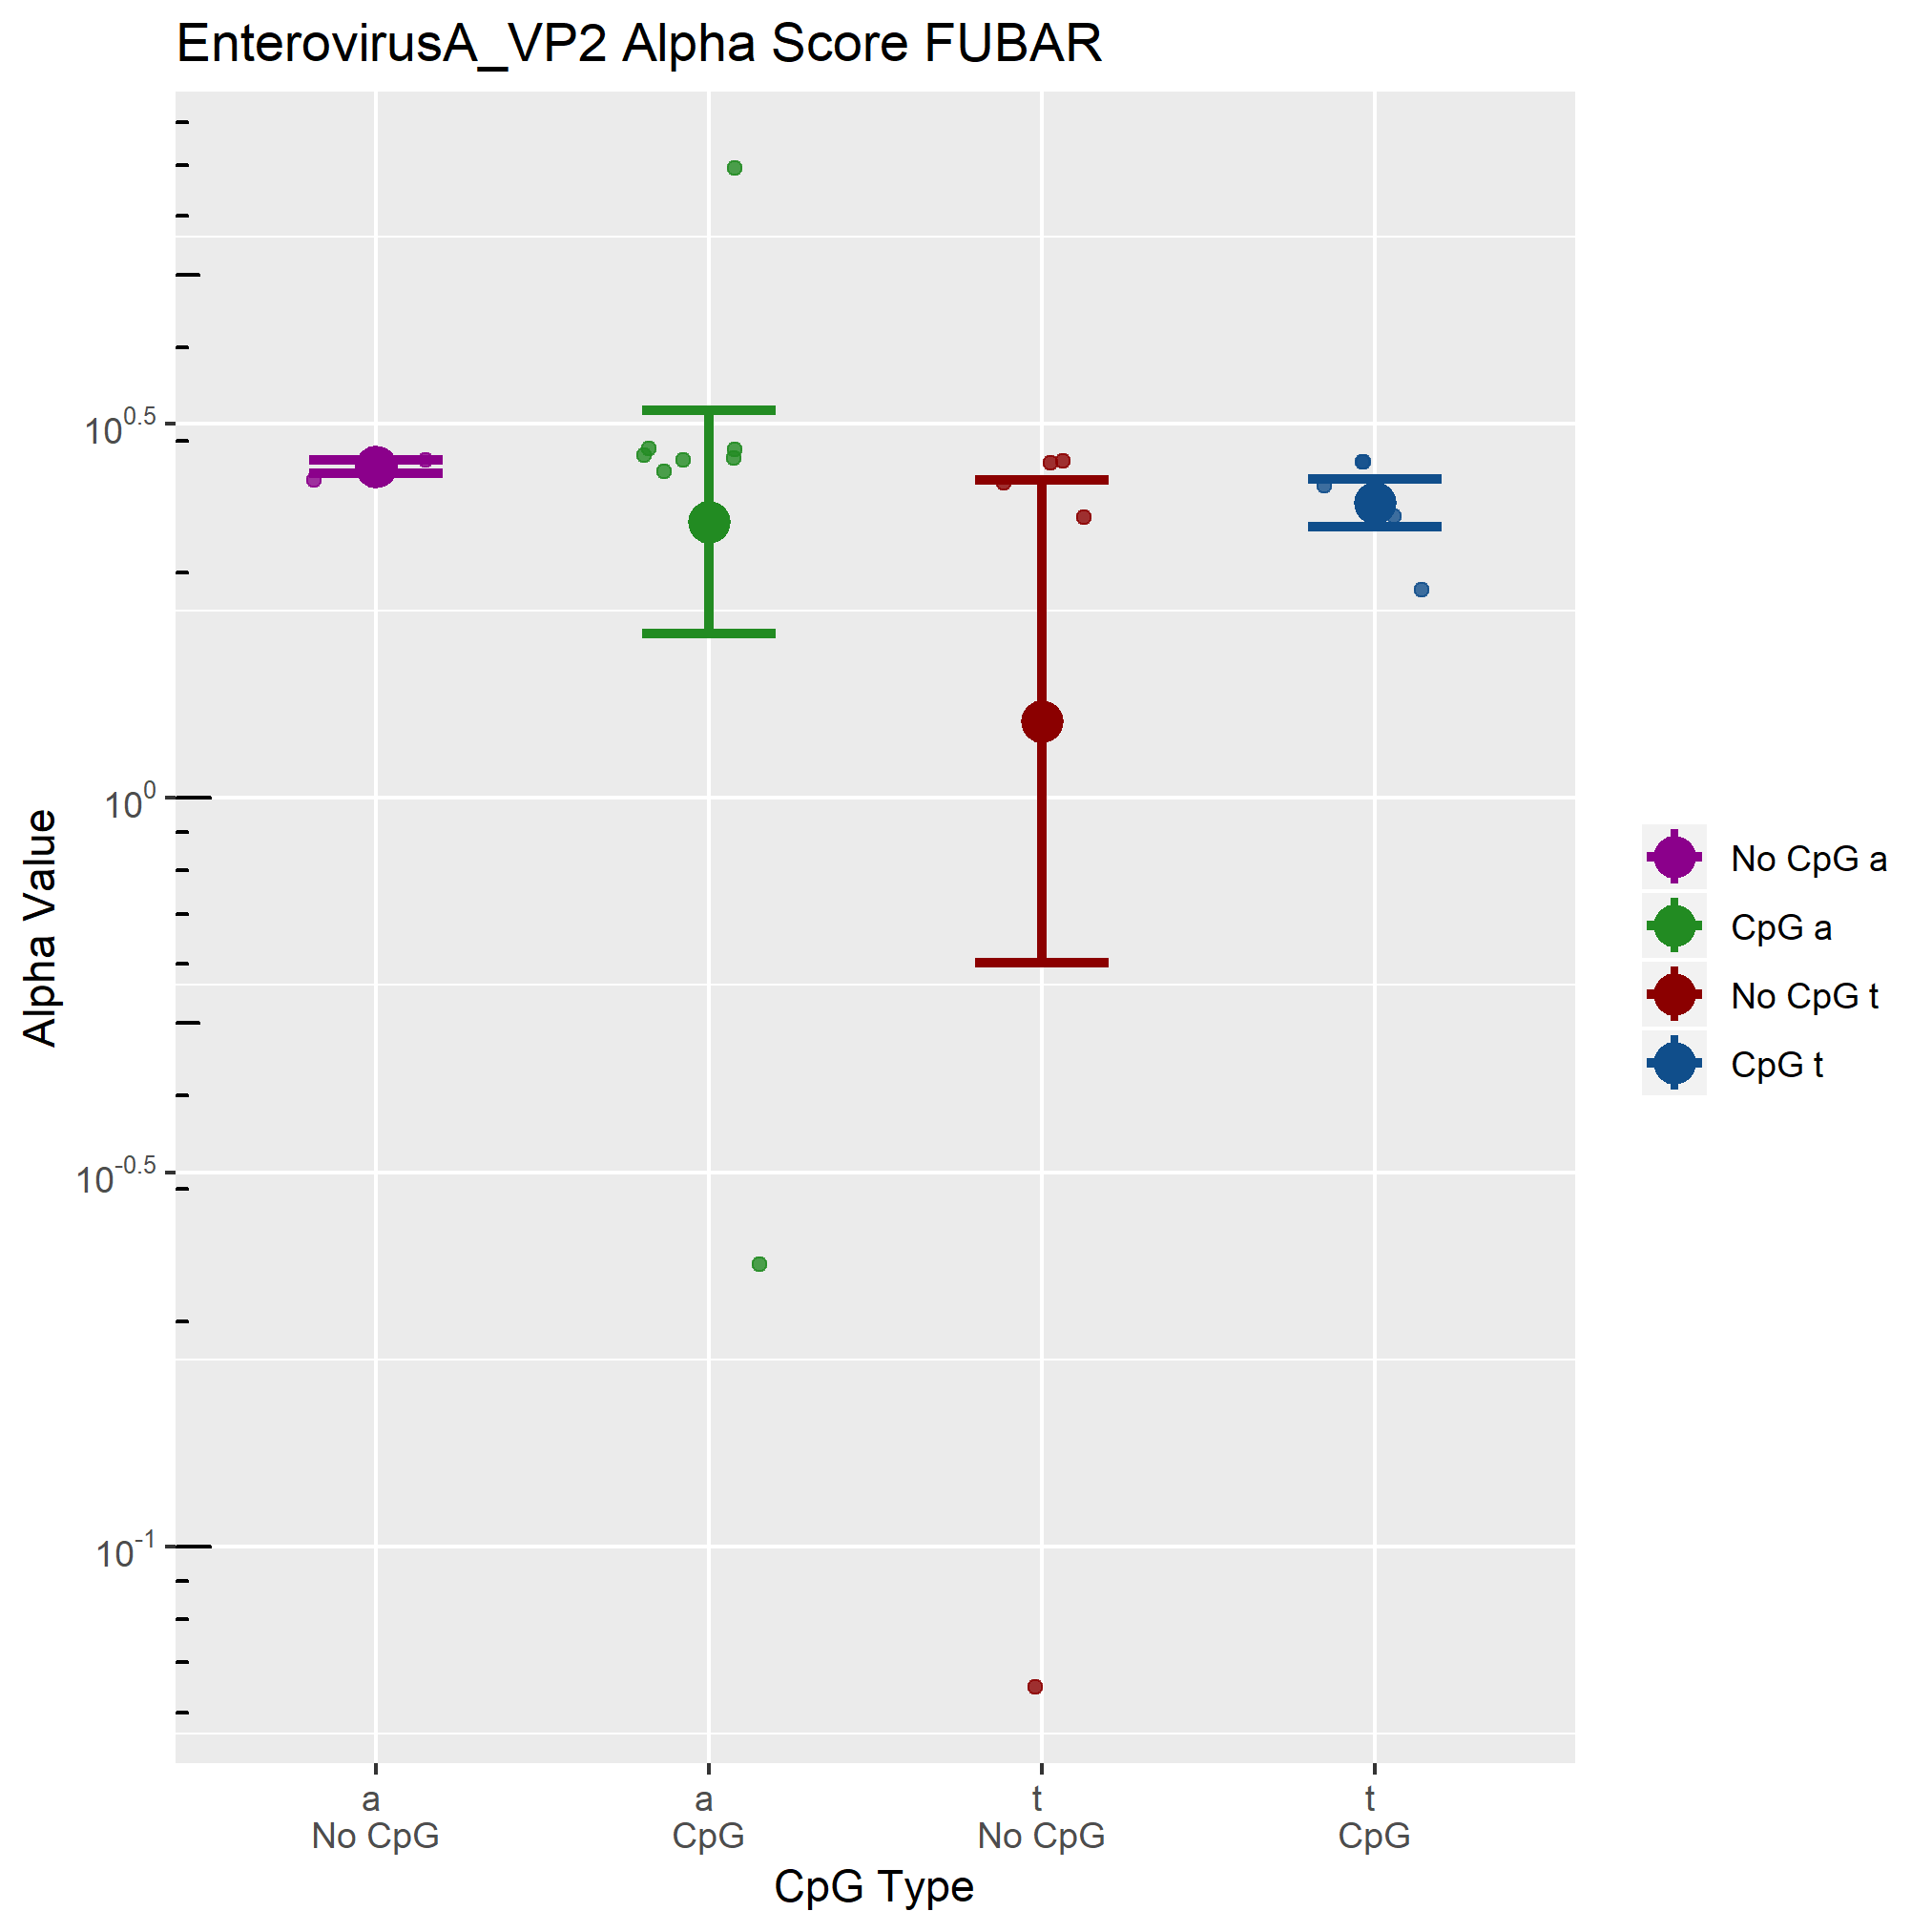 EnterovirusA_VP2 Alpha Score FUBAR
Alpha Value
10^0.5
10^0
10^-0.5
10^-1
a
No CpG
a
CpG
t
No CpG
t
CpG
CpG Type
No CpG a
CpG a
No CpG t
CpG t